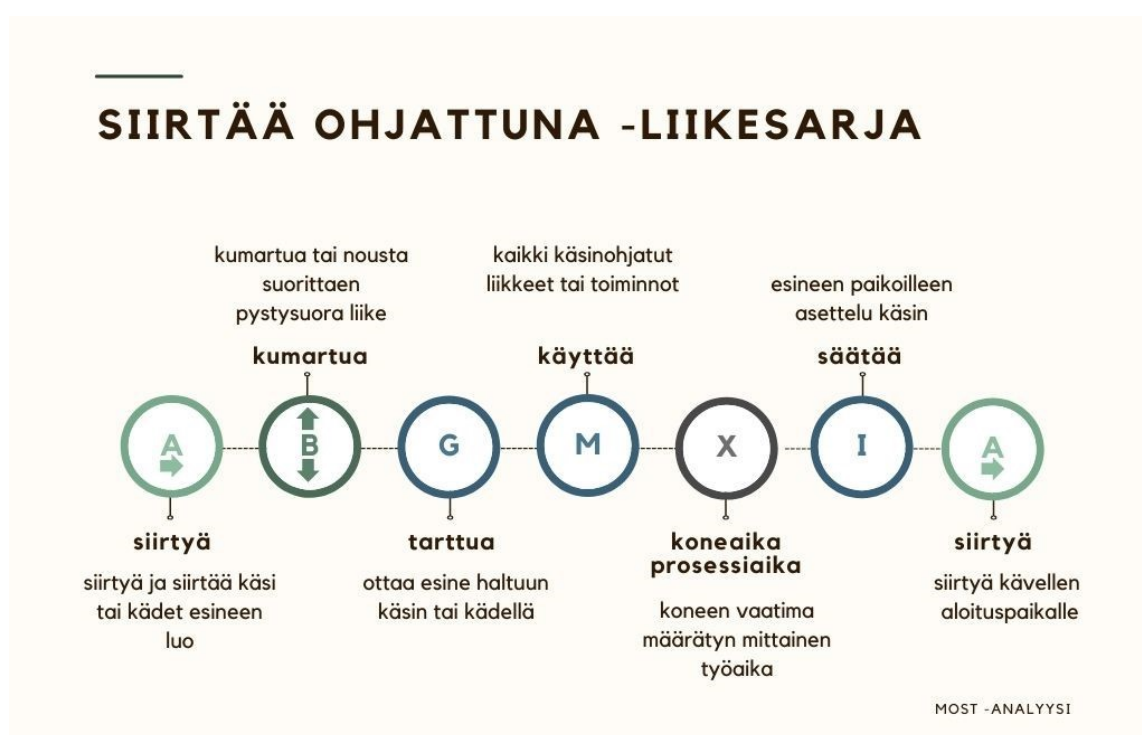 SIIRTÄÄ OHJATTUNA -LIIKESARJA
kumartua tai nousta
suorittaen
pystysuora liike
kumartua
kaikki käsinohjatut
liikkeet tai toiminnot
käyttää
esineen paikoilleen
asettelu käsin
säätää
A
B
G
M
X
I
A
siirtyä
siirtyä ja siirtää käsi
tai kädet esineen
luo
tarttua
ottaa esine haltuun
käsin tai kädellä
koneaika
prosessiaika
koneen vaatima
määrätyn mittainen
työaika
siirtyä
siirtyä kävellen
aloituspaikalle
MOST -ANALYYSI